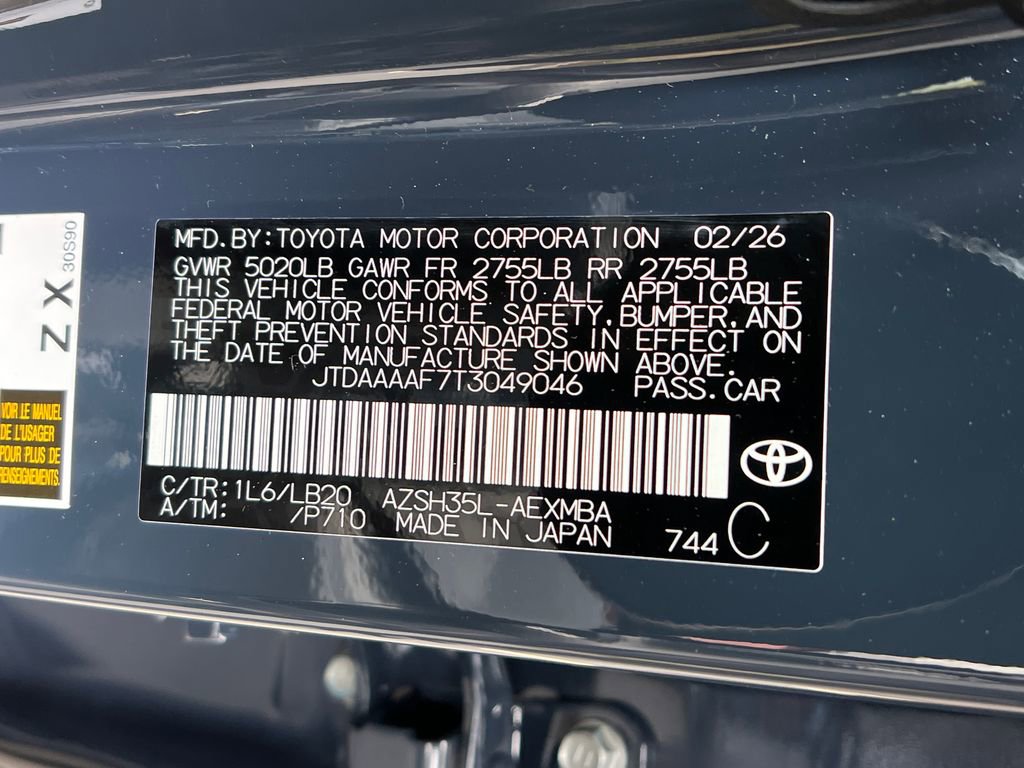 MFD.BY:TOYOTA MOTOR CORPORATION 02/26
GVWR 5020LB GAWR FR 2755LB RR 2755LB
THIS VEHICLE CONFORMS TO ALL APPLICABLE
FEDERAL MOTOR VEHICLE SAFETY,BUMPER,AND
THEFT PREVENTION STANDARDS IN EFFECT ON
THE DATE OF MANUFACTURE SHOWN ABOVE.
JTDAAAAF7T3049046 PASS.CAR
C/TR:1L6/LB20 AZSH35L-AEXMBA
A/TM: /P710 MADE IN JAPAN 744 C
ZX
30S90
VOIR LE MANUEL
DE L'USAGER
POUR PLUS DE
RENSEIGNEMENTS.